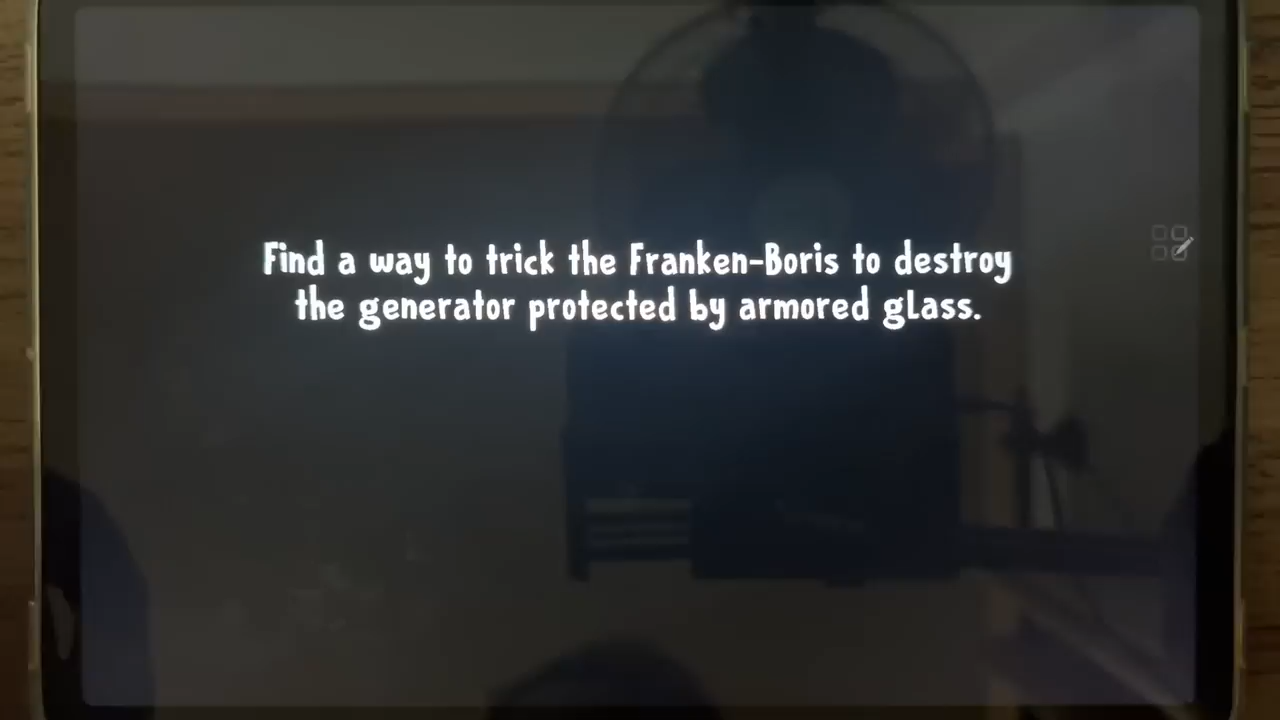 Find a way to trick the Franken-Boris to destroy
the generator protected by armored glass.